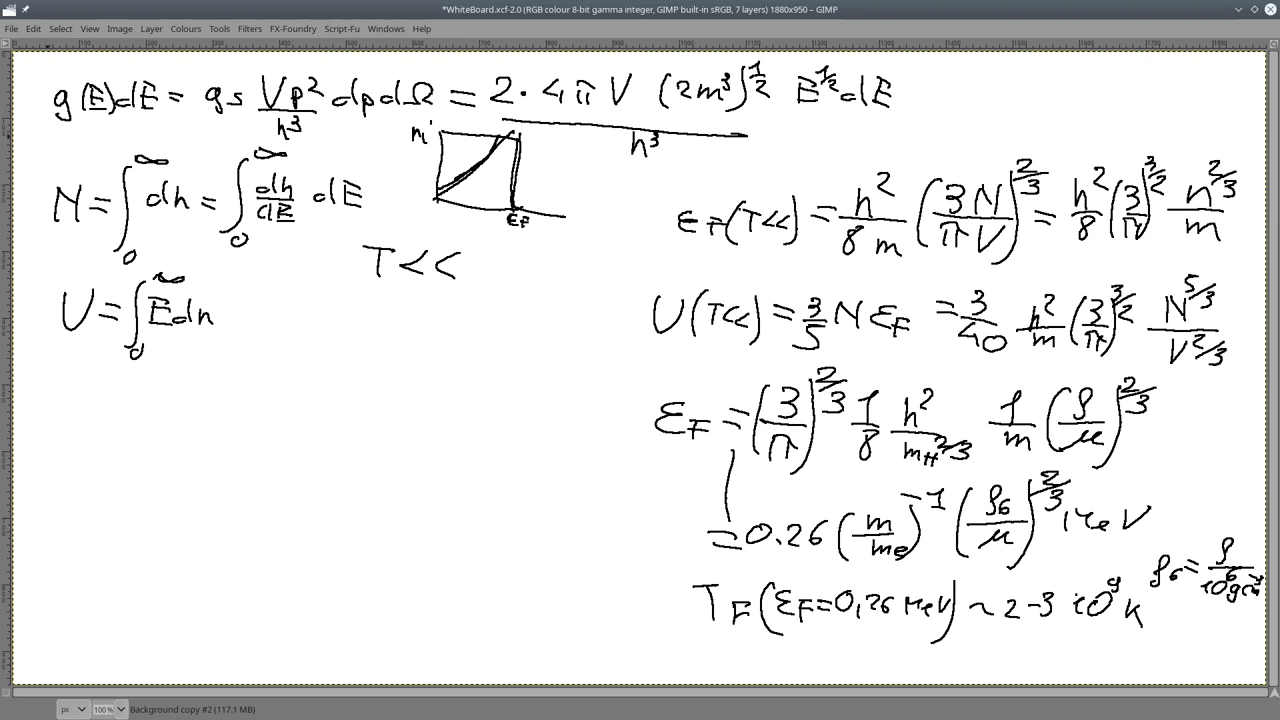 *WhiteBoard.xcf-2.0 (RGB colour 8-bit gamma integer, GIMP built-in sRGB, 7 layers) 1880x950 – GIMP
File Edit Select View Image Layer Colours Tools Filters FX-Foundry Script-Fu Windows Help
g(E)dE = gs Vp²/h³ dp dΩ = 2·4πV (2m³)^1/2 / h³ E^1/2 dE
N = ∫₀^∞ dn = ∫₀^∞ dn/dE dE
ni
εF
T <<
U = ∫₀^∞ E dn
εF(T<<) = h²/8m (3N/πV)^2/3 = h²/8 (3/π)^3/2 n^2/3/m
U(T<<) = 3/5 N εF = 3/40 h²/m (3/π)^3/2 N^5/3/V^2/3
εF = (3/π)^2/3 1/8 h²/mH^2/3 1/m (ρ/μ)^2/3
= 0.26 (m/me)^-1 (ρ6/μ)^2/3 MeV
ρ6 = ρ/10⁶gcm⁻³
TF(εF=0,26 MeV) ~ 2-3 10⁹ K
px 100% Background copy #2 (117.1 MB)